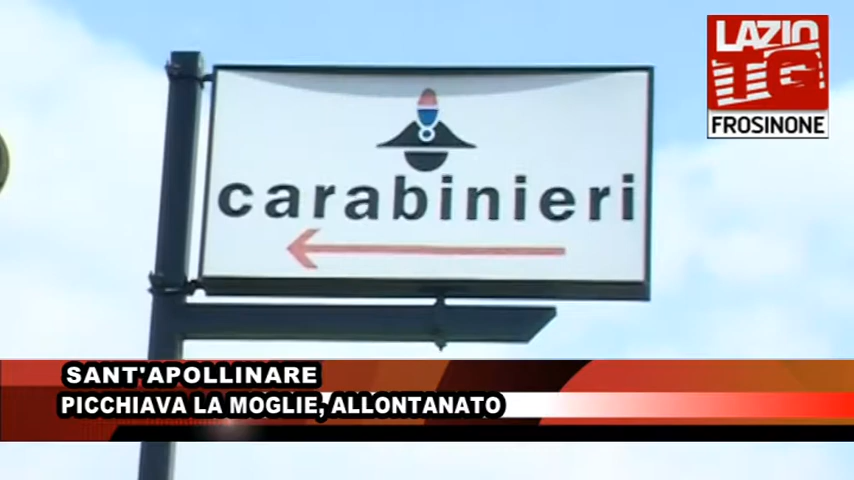 LAZIO
TG
FROSINONE
carabinieri
SANT'APOLLINARE
PICCHIAVA LA MOGLIE, ALLONTANATO